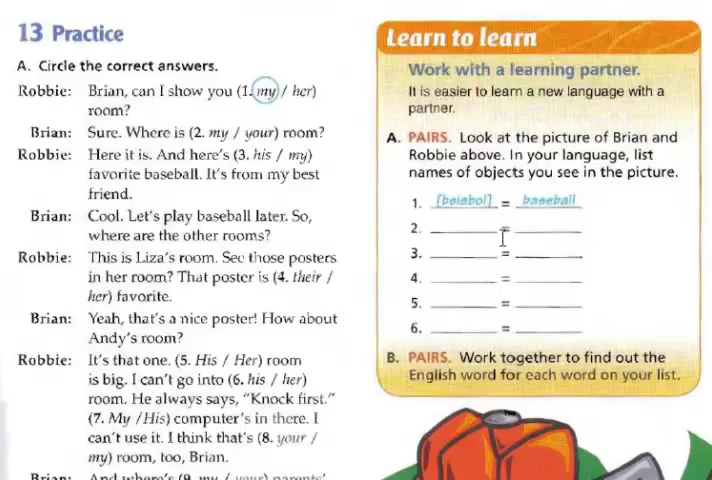 13 Practice
A. Circle the correct answers.
Robbie: Brian, can I show you (1. my / her)
room?
Brian: Sure. Where is (2. my / your) room?
Robbie: Here it is. And here's (3. his / my)
favorite baseball. It's from my best
friend.
Brian: Cool. Let's play baseball later. So,
where are the other rooms?
Robbie: This is Liza's room. See those posters
in her room? That poster is (4. their /
her) favorite.
Brian: Yeah, that's a nice poster! How about
Andy's room?
Robbie: It's that one. (5. His / Her) room
is big. I can't go into (6. his / her)
room. He always says, "Knock first."
(7. My /His) computer's in there. I
can't use it. I think that's (8. your /
my) room, too, Brian.
Brian: And where's (9. my / your) parents'
Learn to learn
Work with a learning partner.
It is easier to learn a new language with a
partner.
A. PAIRS. Look at the picture of Brian and
Robbie above. In your language, list
names of objects you see in the picture.
1. [beisbol] = baseball
2. =
3. =
4. =
5. =
6. =
B. PAIRS. Work together to find out the
English word for each word on your list.